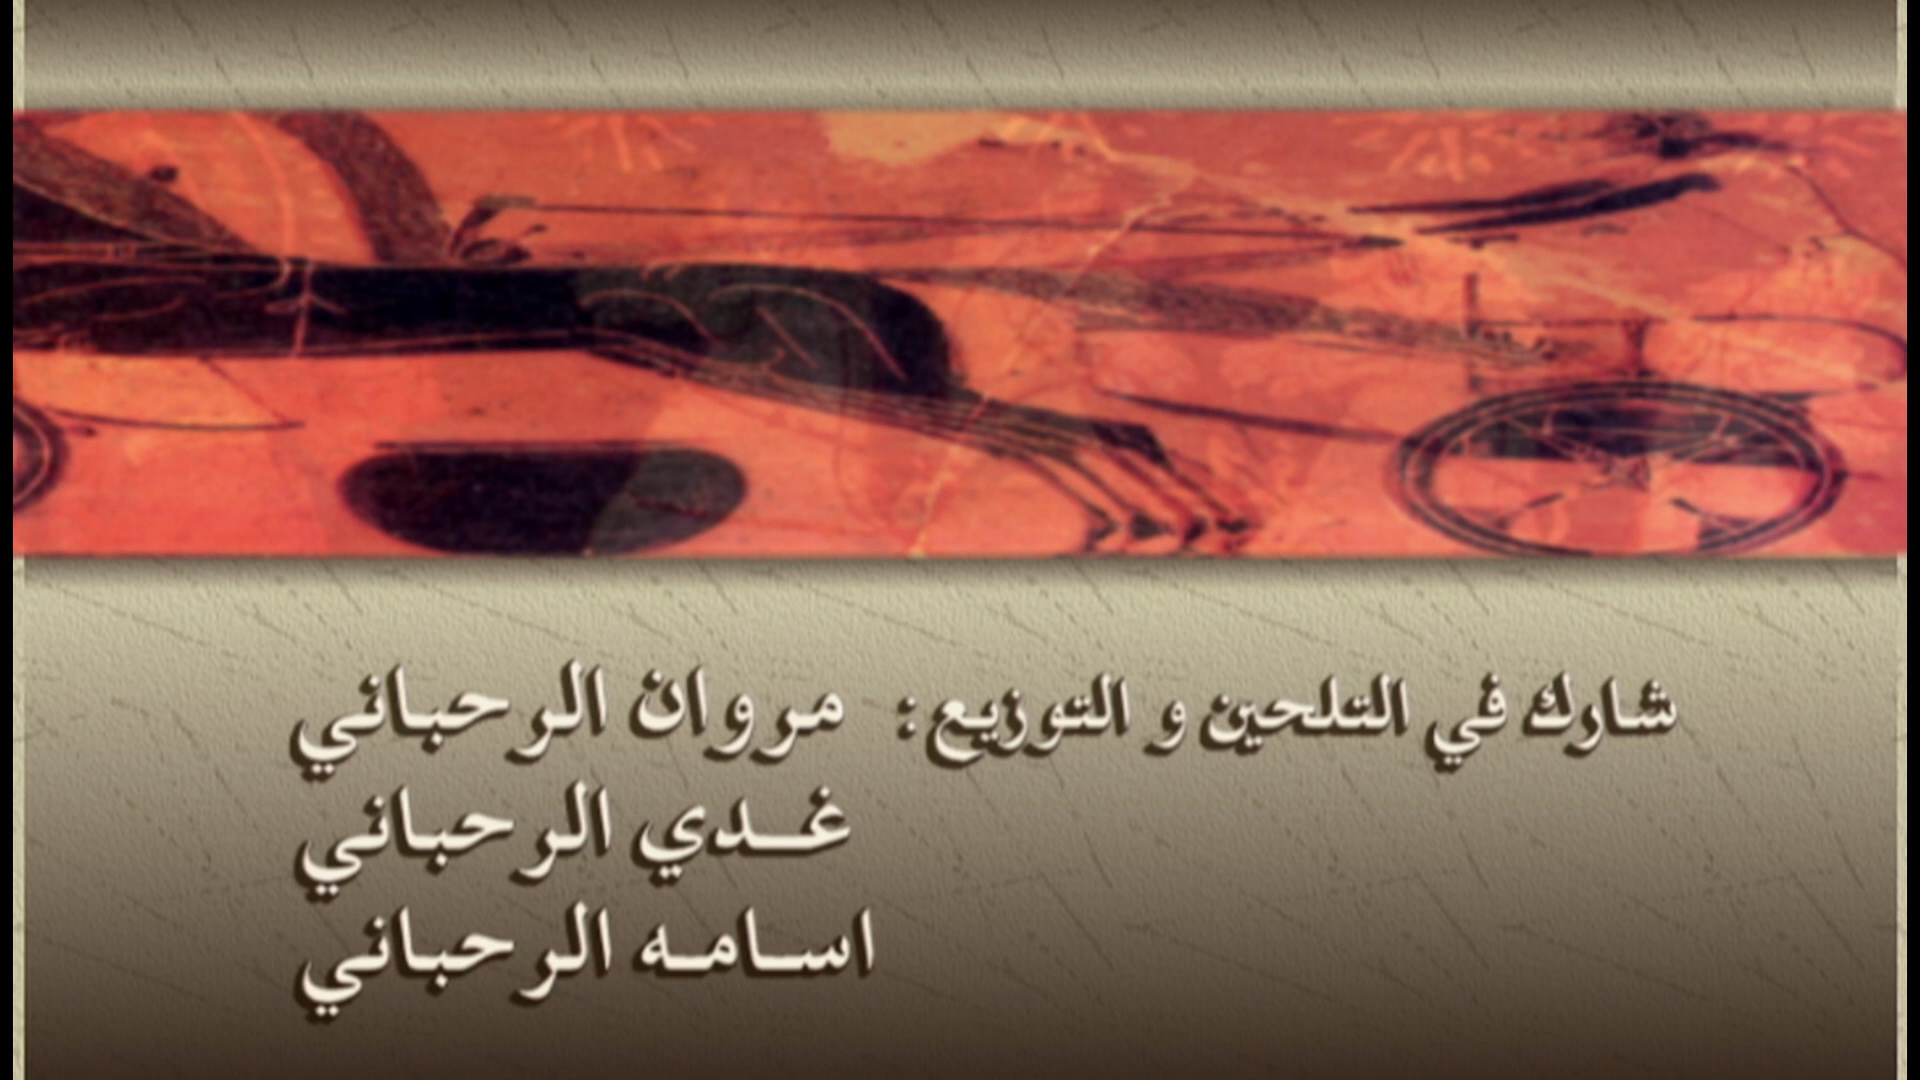 شارك في التلحين و التوزيع: مروان الرحباني
غدي الرحباني
اسامه الرحباني